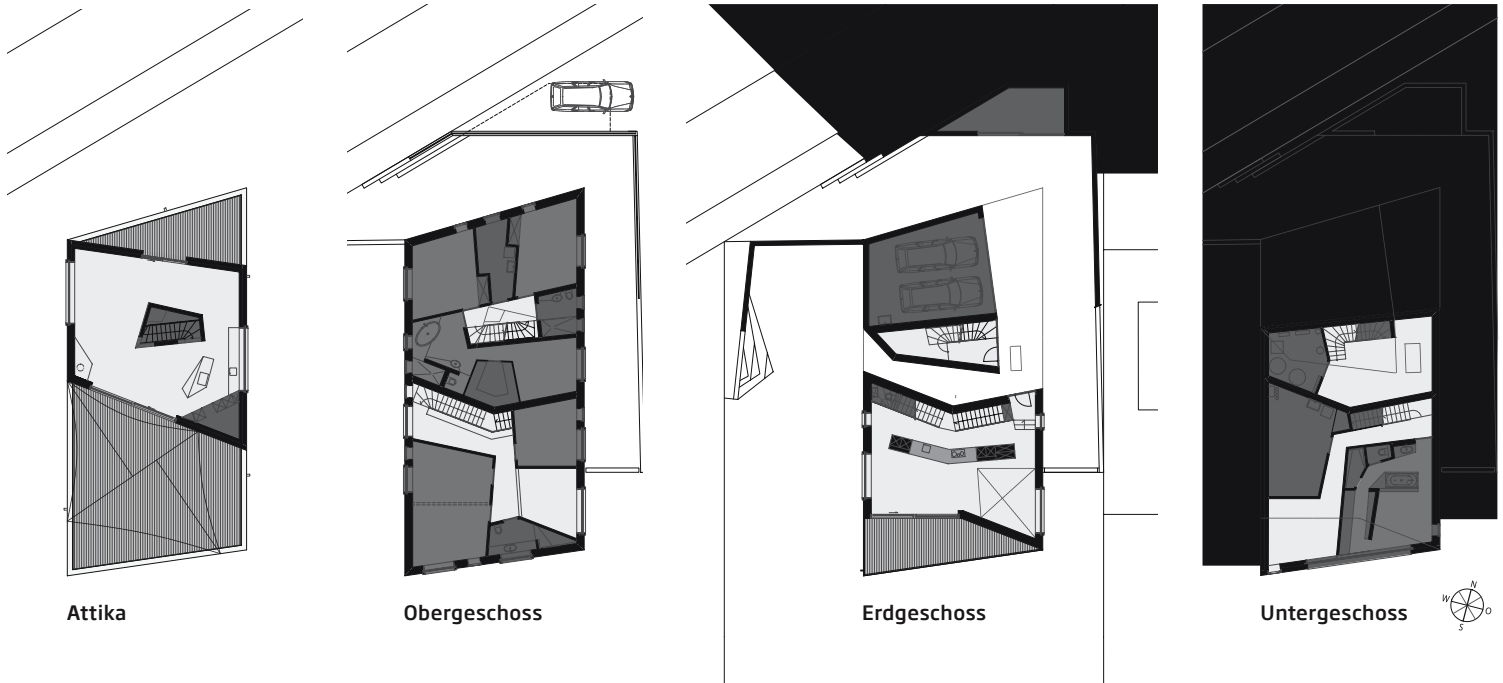 Attika
Obergeschoss
Erdgeschoss
Untergeschoss
N
W
O
S